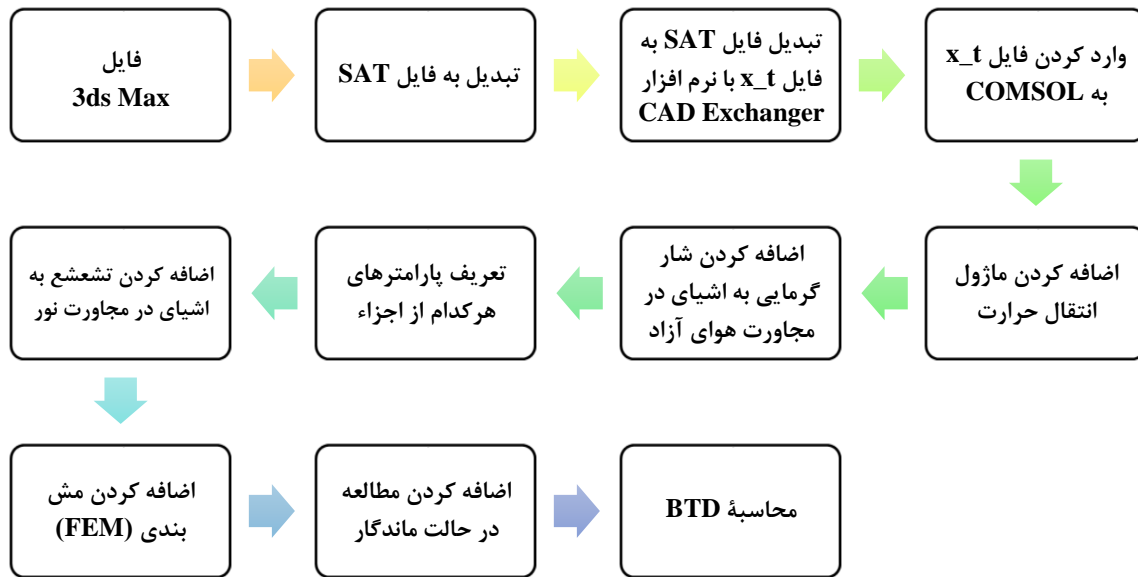 فایل
3ds Max
تبدیل به فایل SAT
تبدیل فایل SAT به
فایل x_t با نرم افزار
CAD Exchanger
وارد کردن فایل x_t
به COMSOL
اضافه کردن ماژول
انتقال حرارت
اضافه کردن شار
گرمایی به اشیای در
مجاورت هوای آزاد
تعریف پارامترهای
هرکدام از اجزاء
اضافه کردن تشعشع به
اشیای در مجاورت نور
اضافه کردن مش
بندی (FEM)
اضافه کردن مطالعه
در حالت ماندگار
محاسبۀ BTD